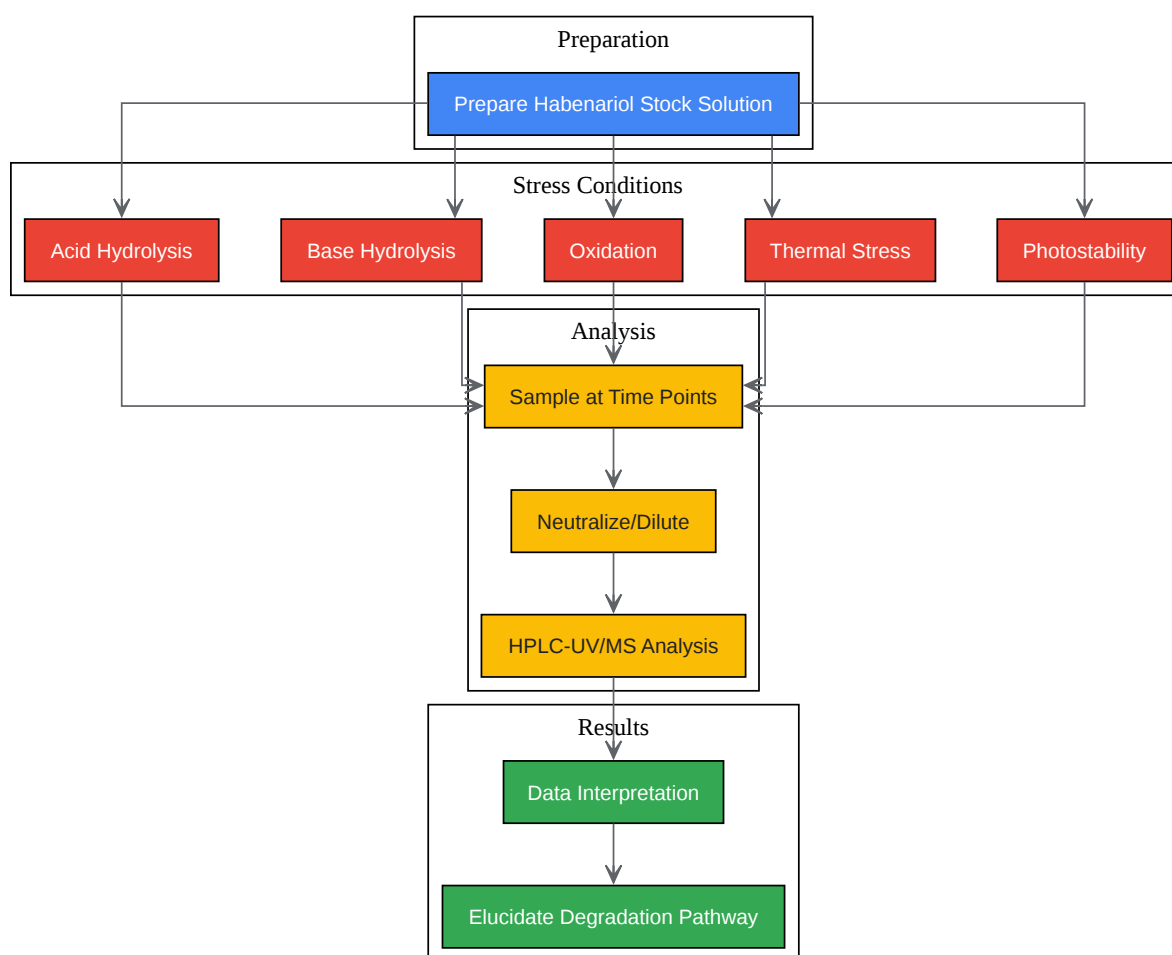 Preparation
Prepare Habenariol Stock Solution
Stress Conditions
Acid Hydrolysis
Base Hydrolysis
Oxidation
Thermal Stress
Photostability
Analysis
Sample at Time Points
Neutralize/Dilute
HPLC-UV/MS Analysis
Results
Data Interpretation
Elucidate Degradation Pathway